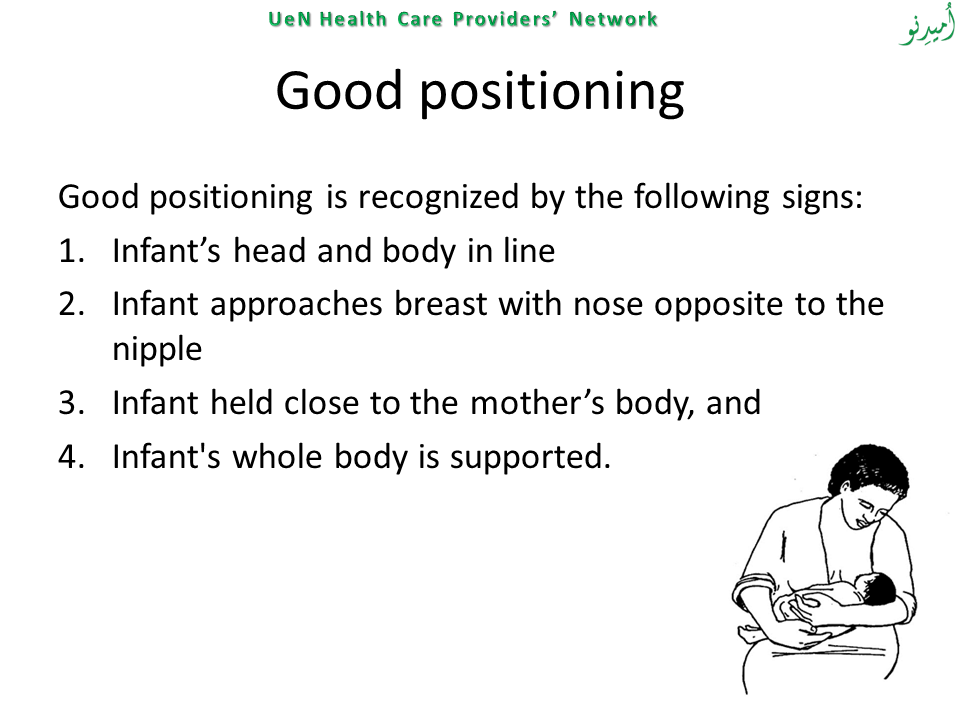 UeN Health Care Providers’ Network
اُميدِنو
Good positioning
Good positioning is recognized by the following signs:
1. Infant’s head and body in line
2. Infant approaches breast with nose opposite to the
nipple
3. Infant held close to the mother’s body, and
4. Infant's whole body is supported.